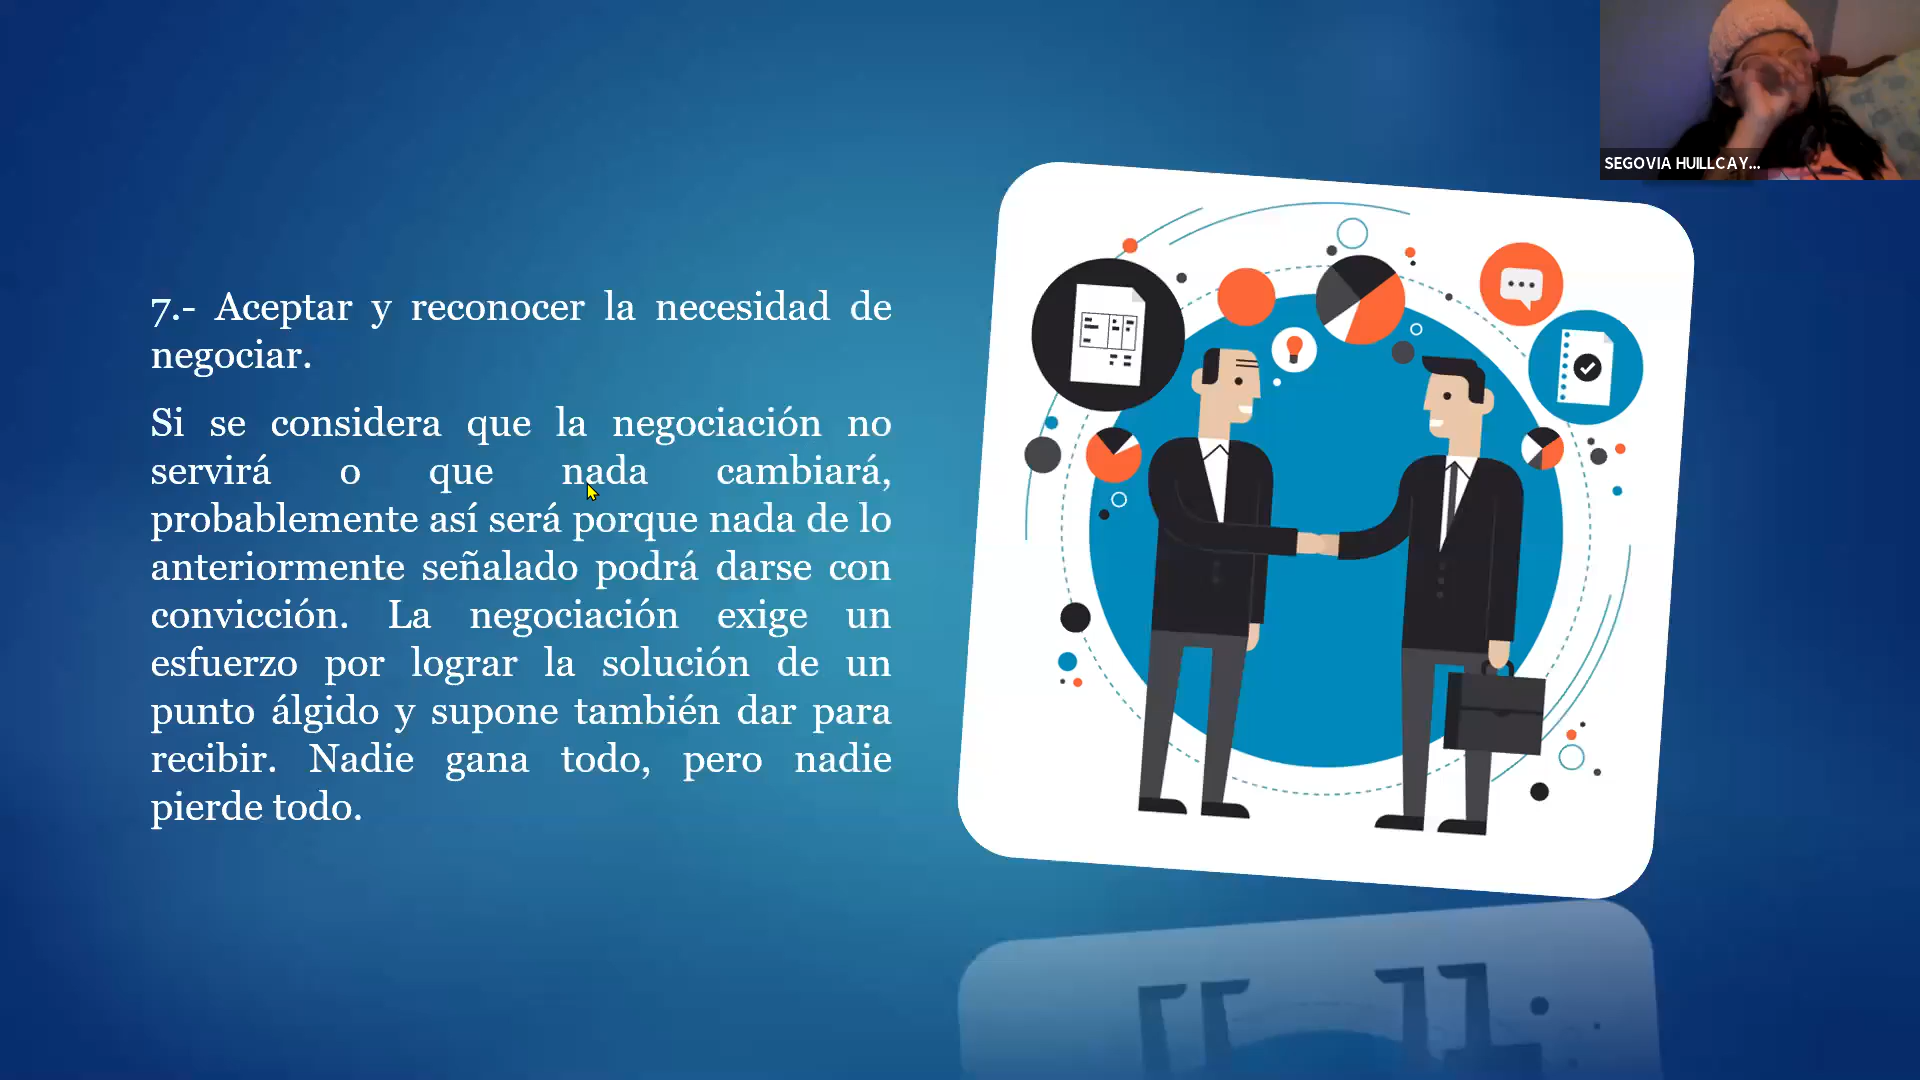 SEGOVIA HUILLCA Y...
7.- Aceptar y reconocer la necesidad de
negociar.
Si se considera que la negociación no
servirá o que nada cambiará,
probablemente así será porque nada de lo
anteriormente señalado podrá darse con
convicción. La negociación exige un
esfuerzo por lograr la solución de un
punto álgido y supone también dar para
recibir. Nadie gana todo, pero nadie
pierde todo.